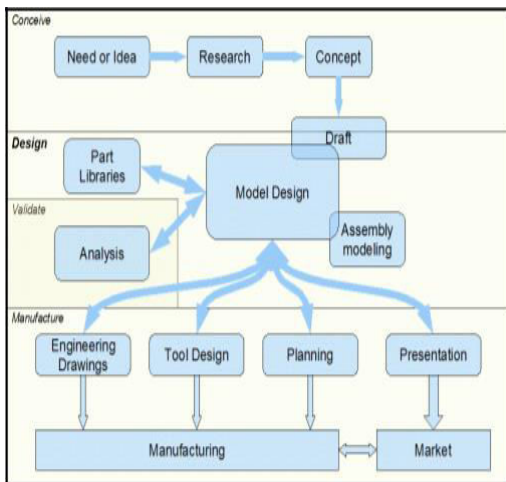 Conceive
Need or Idea
Research
Concept
Draft
Design
Part
Libraries
Model Design
Validate
Analysis
Assembly
modeling
Manufacture
Engineering
Drawings
Tool Design
Planning
Presentation
Manufacturing
Market